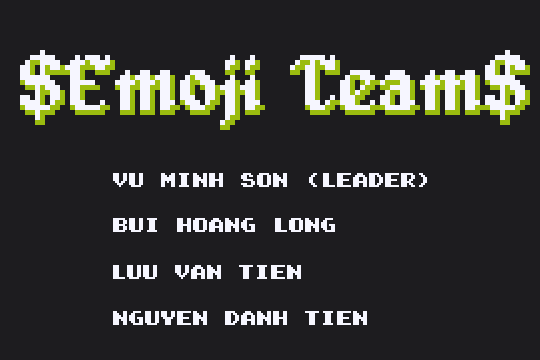 $Emoji Team$
VU MINH SON (LEADER)
BUI HOANG LONG
LUU VAN TIEN
NGUYEN DANH TIEN